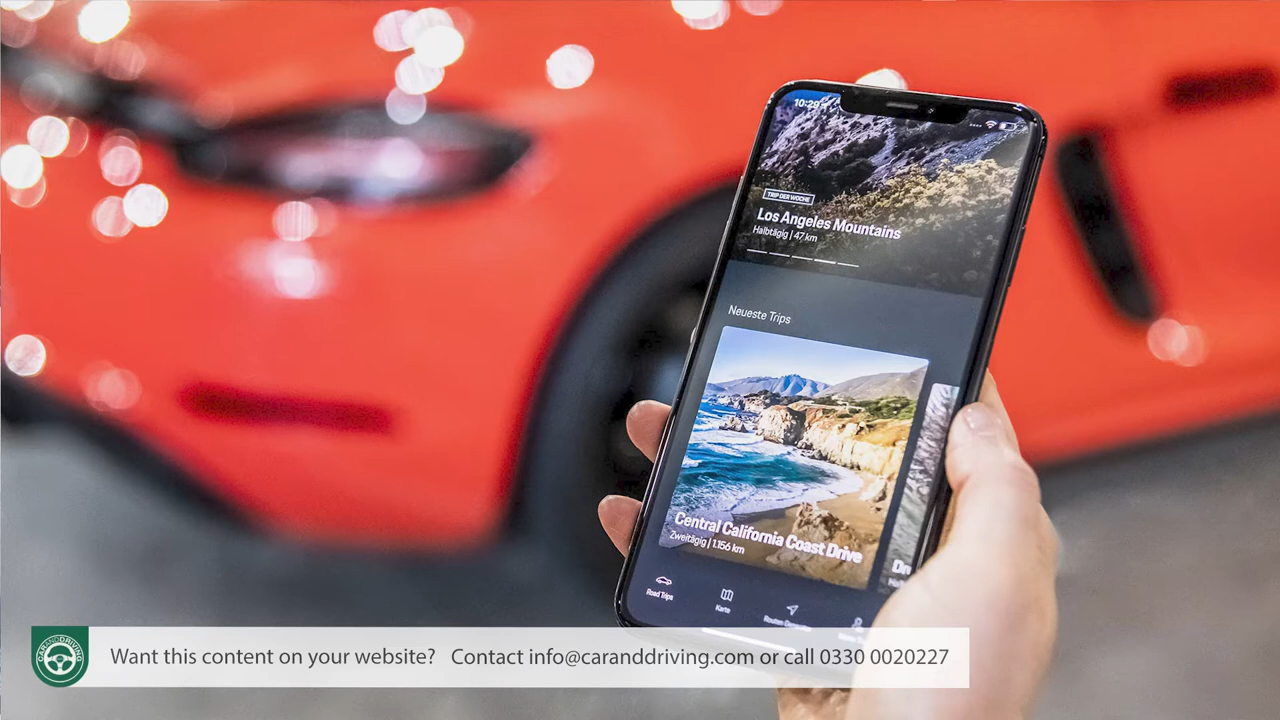 10:29
TRIP DER WOCHE
Los Angeles Mountains
Halbtägig | 47 km
Neueste Trips
Central California Coast Drive
Zweitägig | 1.156 km
Road Trips
Karte
Routen
CARANDDRIVING
Want this content on your website? Contact info@caranddriving.com or call 0330 0020227